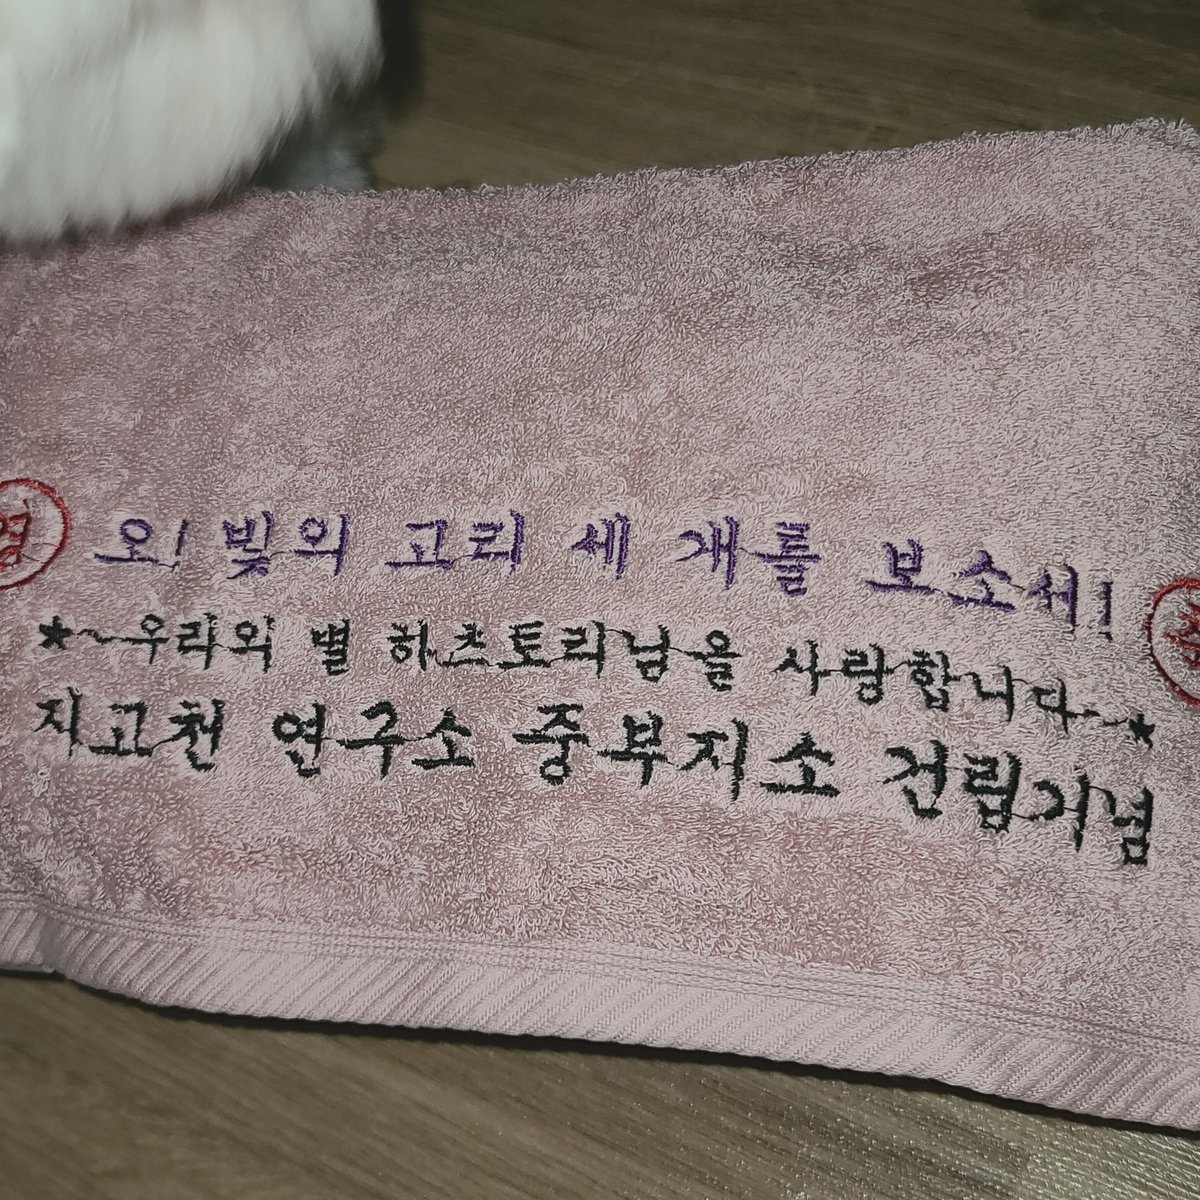 경 오! 빛의 고리 세 개를 보소서! 축
★~우리의 별 하츠토리님을 사랑합니다~★
지고천 연구소 중부지소 건립기념